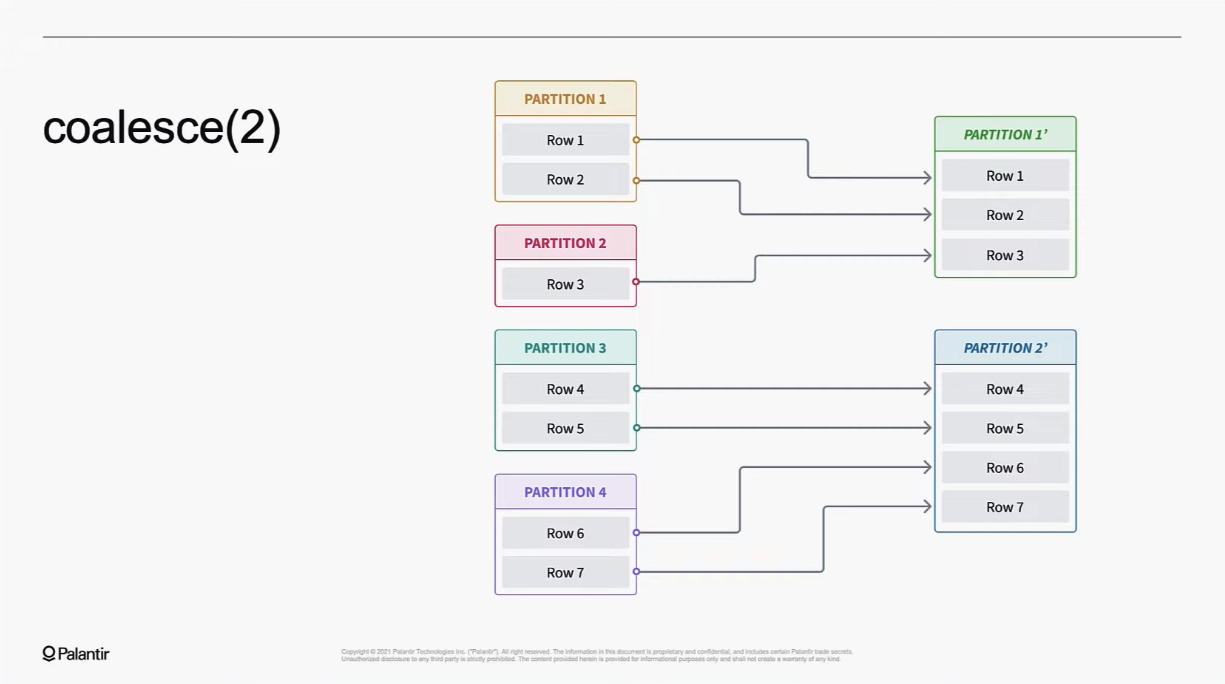 coalesce(2)
PARTITION 1
Row 1
Row 2
PARTITION 2
Row 3
PARTITION 3
Row 4
Row 5
PARTITION 4
Row 6
Row 7
PARTITION 1’
Row 1
Row 2
Row 3
PARTITION 2’
Row 4
Row 5
Row 6
Row 7
Palantir
Copyright © 2021 Palantir Technologies Inc. ("Palantir"). All right reserved. The information in this document is proprietary and confidential, and includes certain Palantir trade secrets.
Unauthorized disclosure to any third party is strictly prohibited. The content provided herein is provided for informational purposes only and shall not create a warranty of any kind.